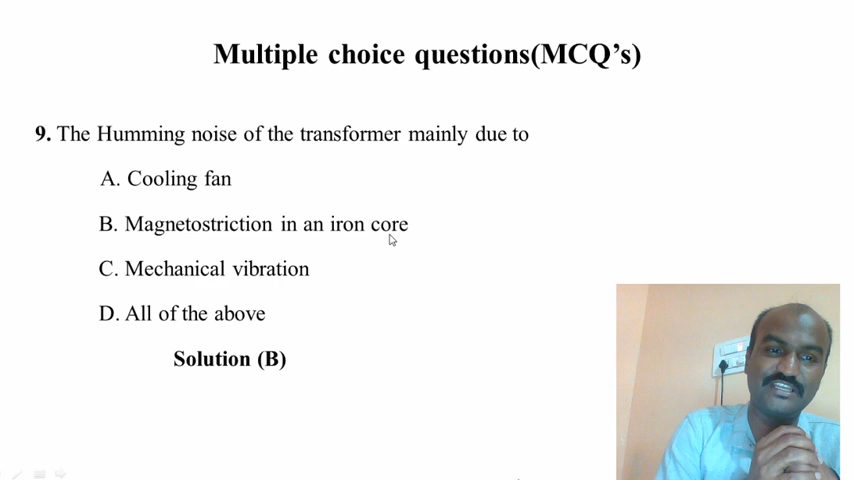 Multiple choice questions(MCQ’s)
9. The Humming noise of the transformer mainly due to
A. Cooling fan
B. Magnetostriction in an iron core
C. Mechanical vibration
D. All of the above
Solution (B)